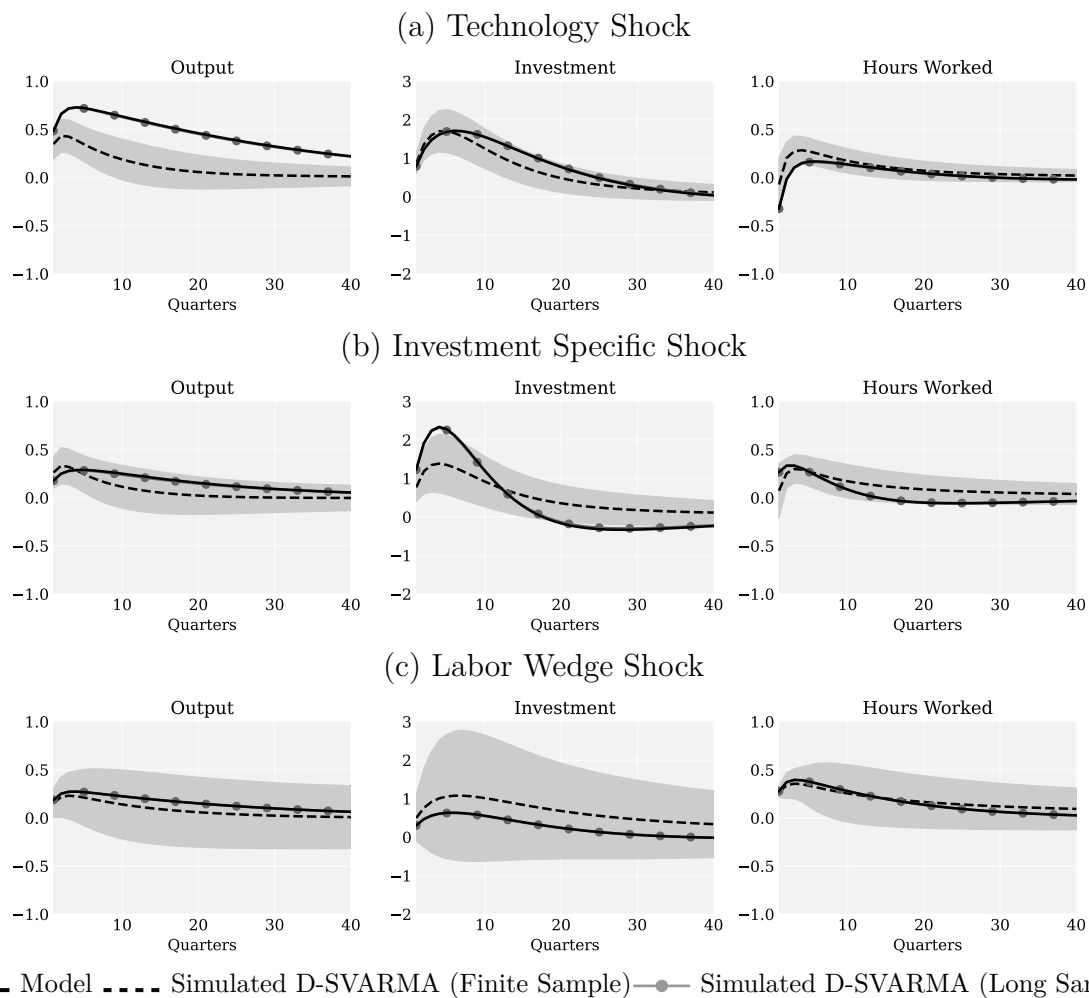 (a) Technology Shock
Output Investment Hours Worked
1.0
0.5
0.0
−0.5
−1.0
10 20 30 40
Quarters
3
2
1
0
−1
−2
10 20 30 40
Quarters
1.0
0.5
0.0
−0.5
−1.0
10 20 30 40
Quarters
(b) Investment Specific Shock
Output Investment Hours Worked
1.0
0.5
0.0
−0.5
−1.0
10 20 30 40
Quarters
3
2
1
0
−1
−2
10 20 30 40
Quarters
1.0
0.5
0.0
−0.5
−1.0
10 20 30 40
Quarters
(c) Labor Wedge Shock
Output Investment Hours Worked
1.0
0.5
0.0
−0.5
−1.0
10 20 30 40
Quarters
3
2
1
0
−1
−2
10 20 30 40
Quarters
1.0
0.5
0.0
−0.5
−1.0
10 20 30 40
Quarters
Model Simulated D-SVARMA (Finite Sample) Simulated D-SVARMA (Long